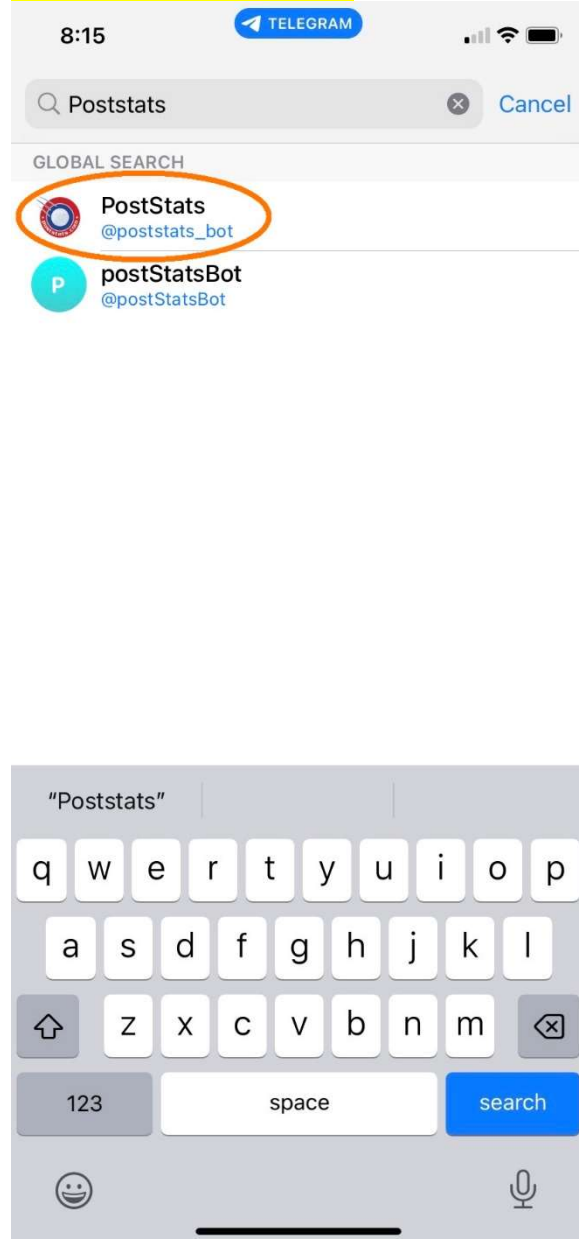 8:15
TELEGRAM
Poststats
Cancel
GLOBAL SEARCH
PostStats
@poststats_bot
P
postStatsBot
@postStatsBot
"Poststats"
q w e r t y u i o p
a s d f g h j k l
z x c v b n m
123 space search